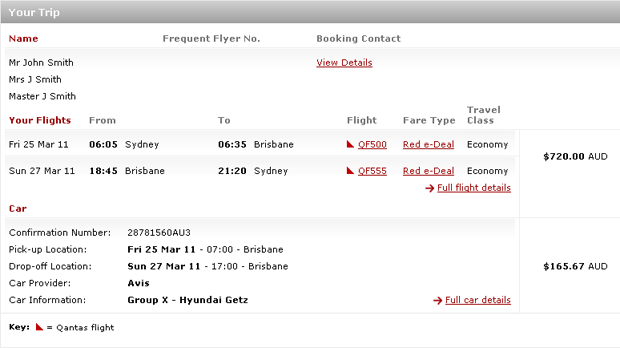 Your Trip
Name Frequent Flyer No. Booking Contact
Mr John Smith View Details
Mrs J Smith
Master J Smith
Your Flights From To Flight Fare Type Travel Class
Fri 25 Mar 11 06:05 Sydney 06:35 Brisbane QF500 Red e-Deal Economy
$720.00 AUD
Sun 27 Mar 11 18:45 Brisbane 21:20 Sydney QF555 Red e-Deal Economy
Full flight details
Car
Confirmation Number: 28781560AU3
Pick-up Location: Fri 25 Mar 11 - 07:00 - Brisbane
Drop-off Location: Sun 27 Mar 11 - 17:00 - Brisbane
$165.67 AUD
Car Provider: Avis
Car Information: Group X - Hyundai Getz Full car details
Key: = Qantas flight